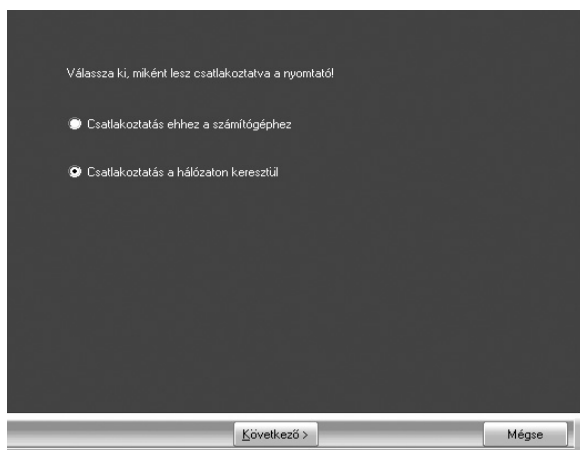 Válassza ki, miként lesz csatlakoztatva a nyomtató!
Csatlakoztatás ehhez a számítógéphez
Csatlakoztatás a hálózaton keresztül
Következő >
Mégse